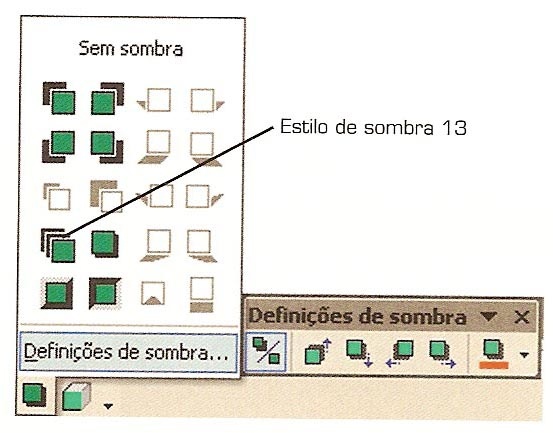 Sem sombra
Estilo de sombra 13
Definições de sombra
Definições de sombra...